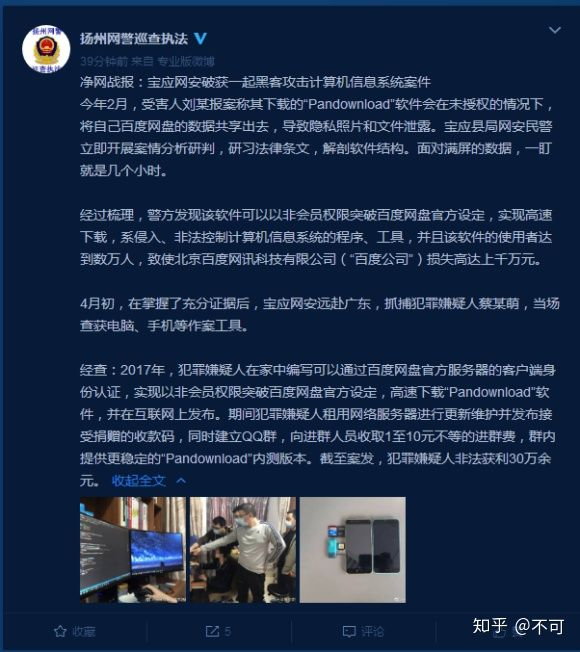 扬州网警
巡查执法
扬州网警巡查执法
39分钟前 来自 专业版微博
净网战报：宝应网安破获一起黑客攻击计算机信息系统案件
今年2月，受害人刘某报案称其下载的“Pandownload”软件会在未授权的情况下，
将自己百度网盘的数据共享出去，导致隐私照片和文件泄露。宝应县局网安民警
立即开展案情分析研判，研习法律条文，解剖软件结构。面对满屏的数据，一盯
就是几个小时。
经过梳理，警方发现该软件可以以非会员权限突破百度网盘官方设定，实现高速
下载，系侵入、非法控制计算机信息系统的程序、工具，并且该软件的使用者达
到数万人，致使北京百度网讯科技有限公司（“百度公司”）损失高达上千万元。
4月初，在掌握了充分证据后，宝应网安远赴广东，抓捕犯罪嫌疑人蔡某萌，当场
查获电脑、手机等作案工具。
经查：2017年，犯罪嫌疑人在家中编写可以通过百度网盘官方服务器的客户端身
份认证，实现以非会员权限突破百度网盘官方设定，高速下载“Pandownload”软
件，并在互联网上发布。期间犯罪嫌疑人租用网络服务器进行更新维护并发布接
受捐赠的收款码，同时建立QQ群，向进群人员收取1至10元不等的进群费，群内
提供更稳定的“Pandownload”内测版本。截至案发，犯罪嫌疑人非法获利30万余
元。 收起全文
收藏
5
评论
知乎 @不可